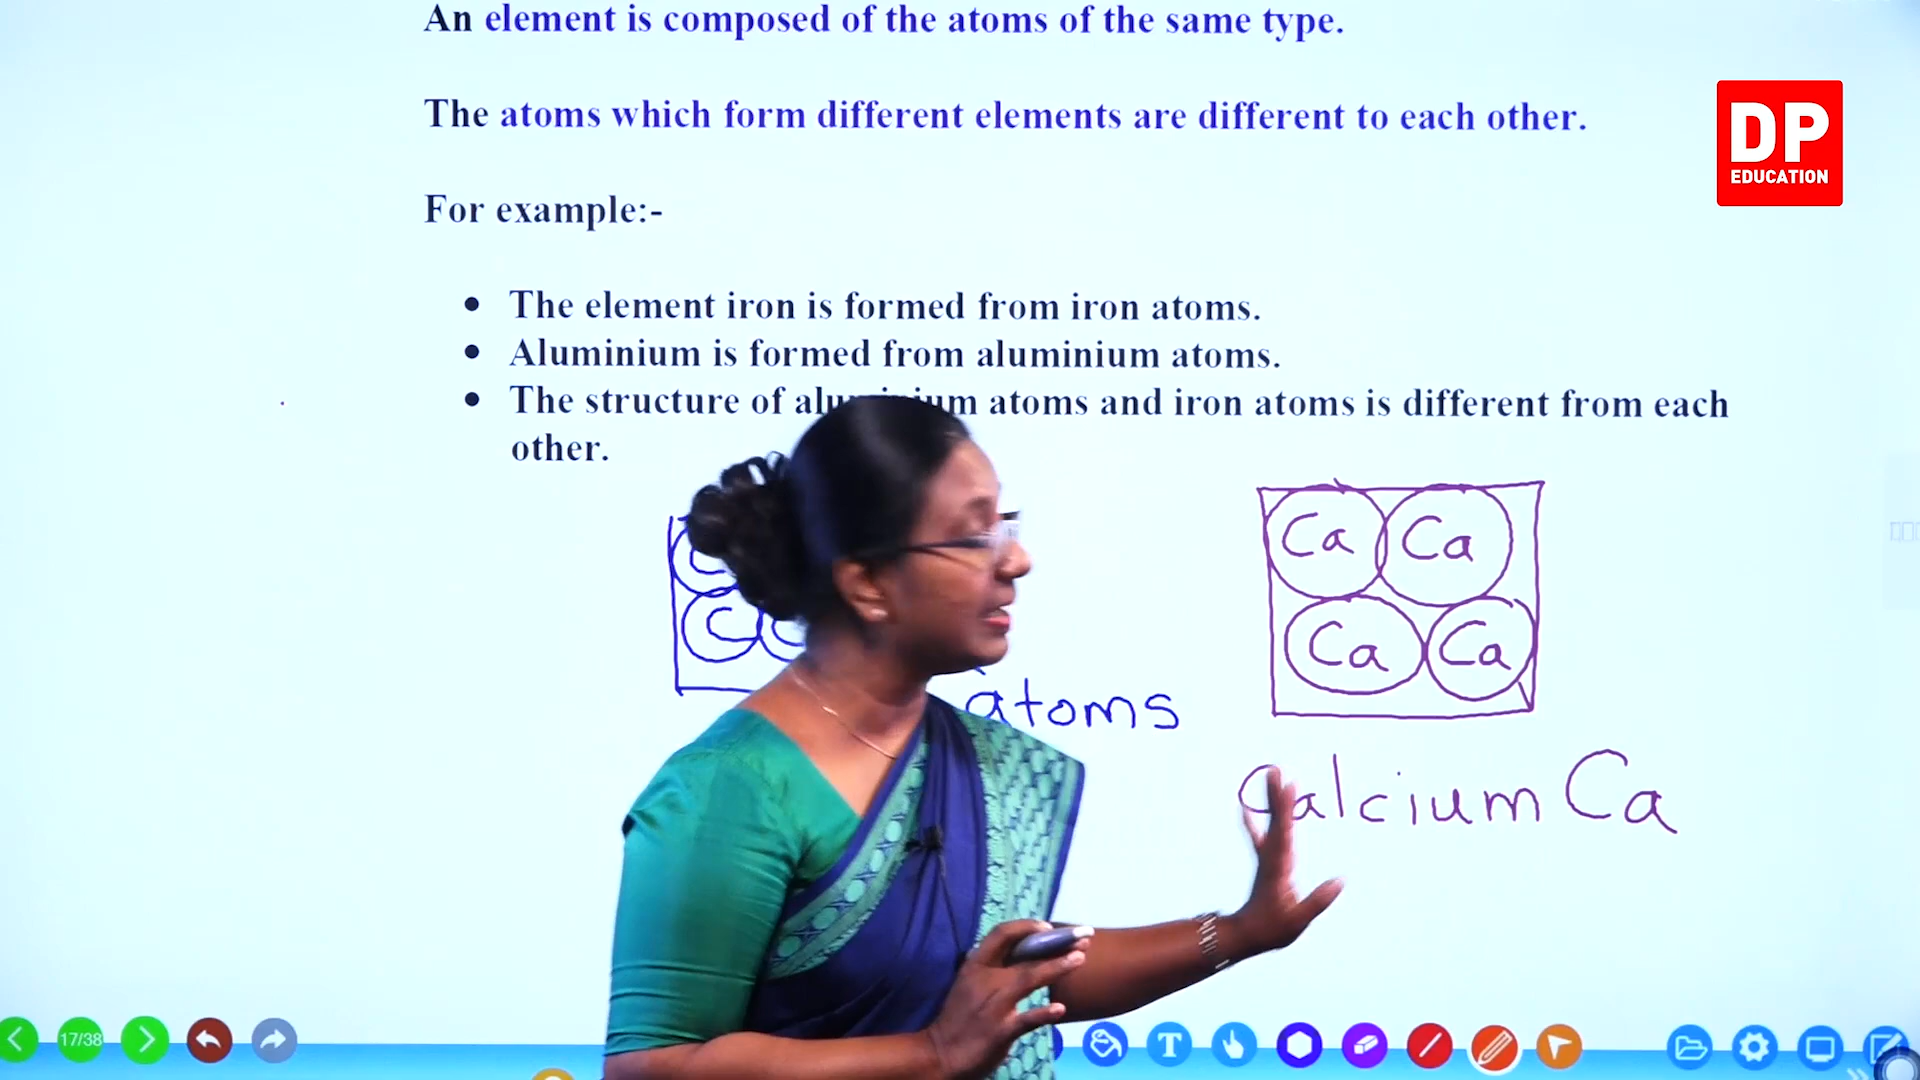 An element is composed of the atoms of the same type.
The atoms which form different elements are different to each other.
DP
EDUCATION
For example:-
• The element iron is formed from iron atoms.
• Aluminium is formed from aluminium atoms.
• The structure of aluminium atoms and iron atoms is different from each
other.
C
C C
atoms
Ca Ca
Ca Ca
Calcium Ca
17/38
T